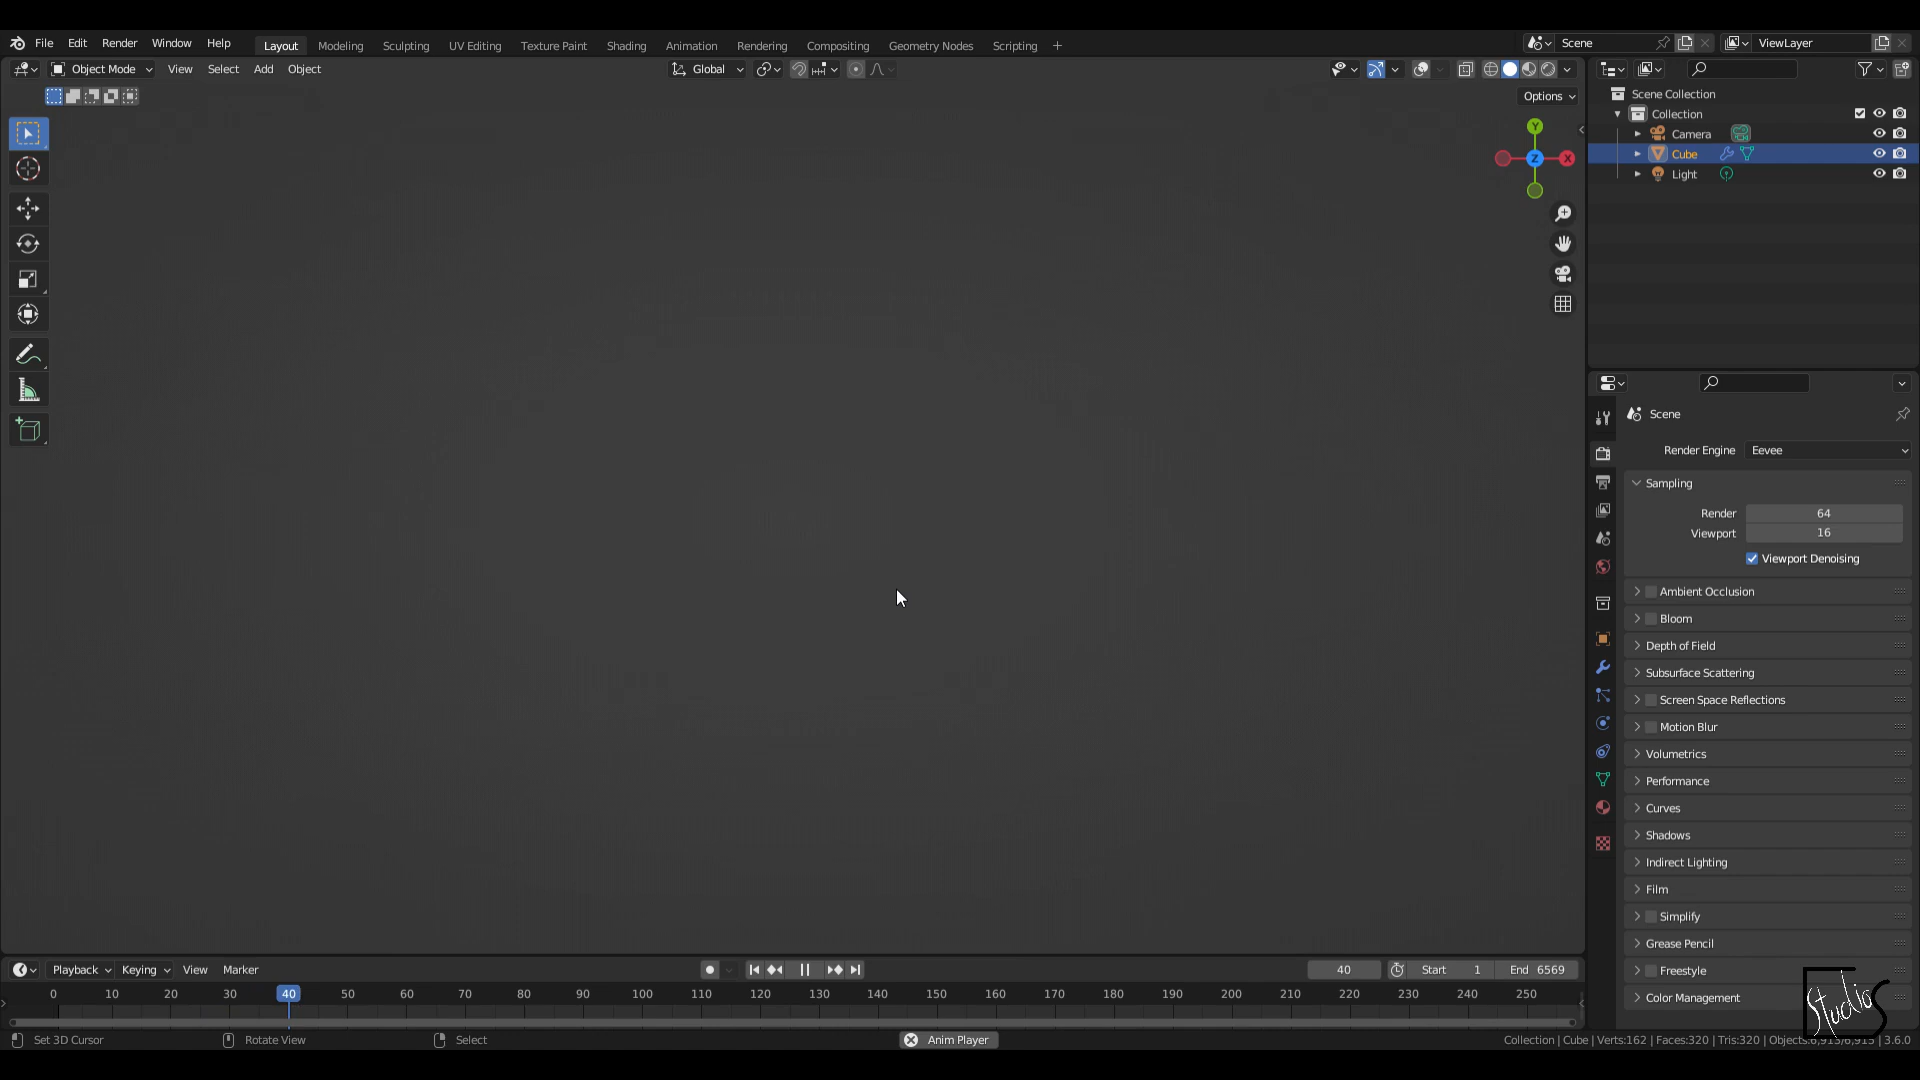 File Edit Render Window Help Layout Modeling Sculpting UV Editing Texture Paint Shading Animation Rendering Compositing Geometry Nodes Scripting + Scene ViewLayer
Object Mode View Select Add Object Global
Options
Y
X
Z
Scene Collection
Collection
Camera
Cube
Light
Scene
Render Engine Eevee
Sampling
Render 64
Viewport 16
Viewport Denoising
Ambient Occlusion
Bloom
Depth of Field
Subsurface Scattering
Screen Space Reflections
Motion Blur
Volumetrics
Performance
Curves
Shadows
Indirect Lighting
Film
Simplify
Grease Pencil
Freestyle
Color Management
Studios
Playback Keying View Marker 40 Start 1 End 6569
0 10 20 30 40 50 60 70 80 90 100 110 120 130 140 150 160 170 180 190 200 210 220 230 240 250
Set 3D Cursor Rotate View Select Anim Player Collection | Cube | Verts:162 | Faces:320 | Tris:320 | Objects:6,913/6,915 | 3.6.0